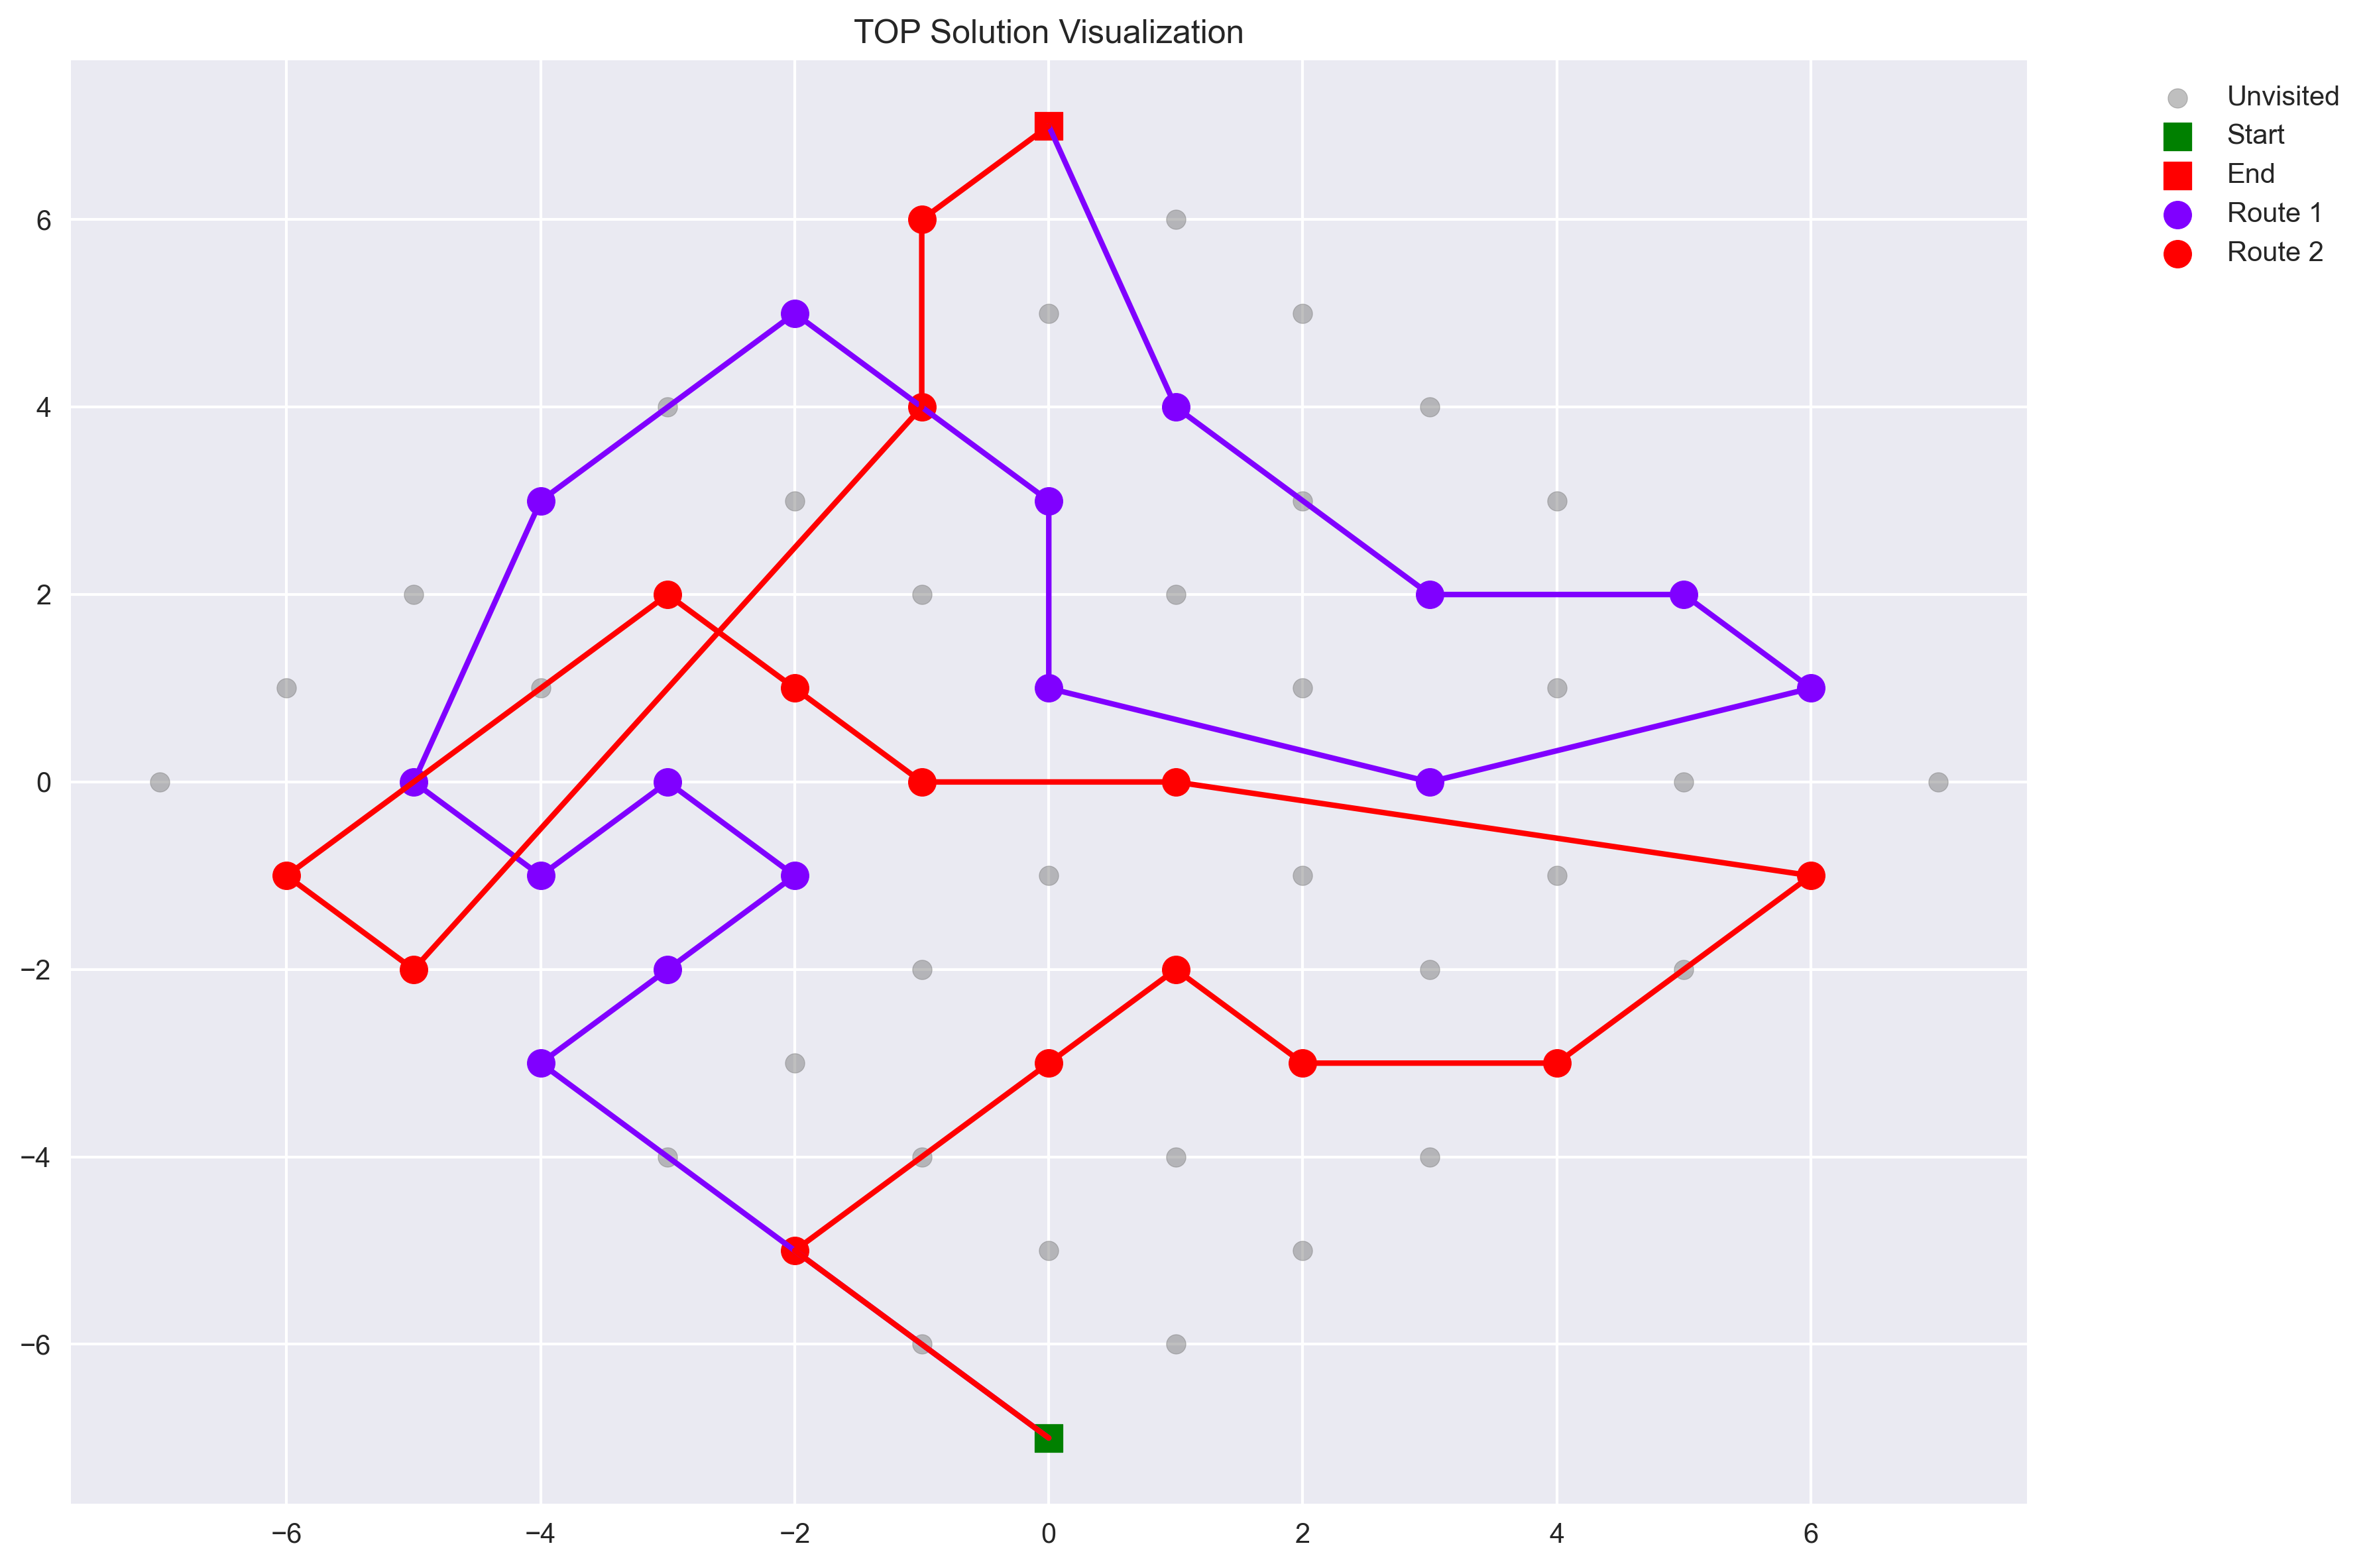 TOP Solution Visualization
Unvisited
Start
End
Route 1
Route 2
6
4
2
0
−2
−4
−6
−6 −4 −2 0 2 4 6